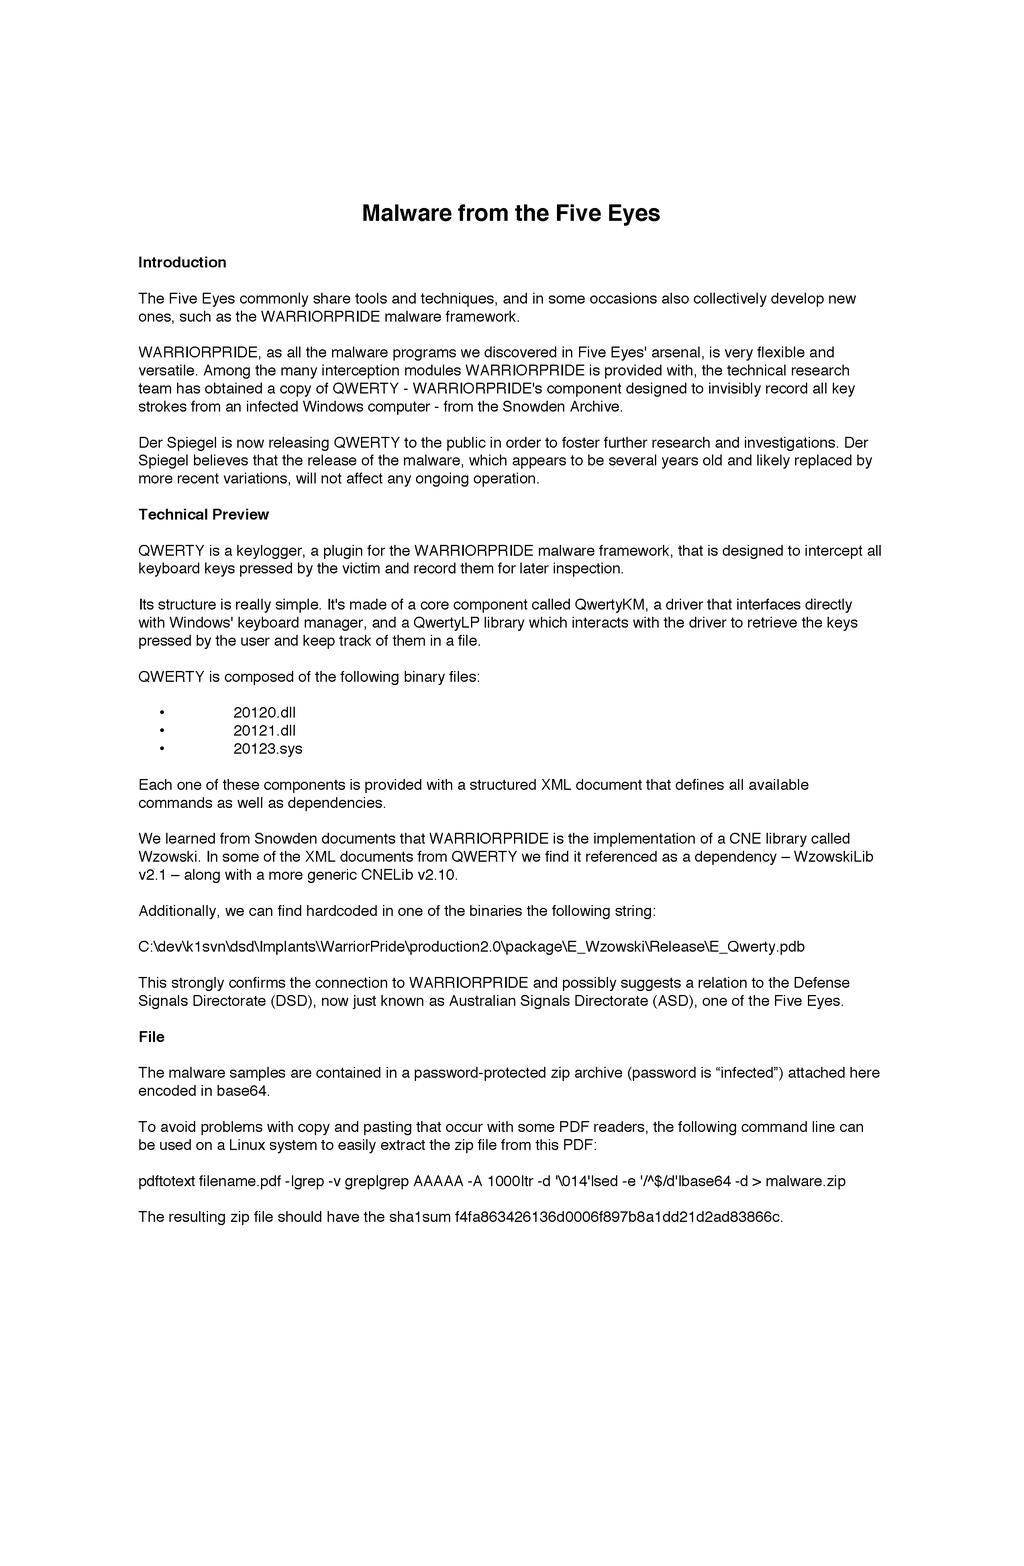 Malware from the Five Eyes
Introduction
The Five Eyes commonly share tools and techniques, and in some occasions also collectively develop new
ones, such as the WARRIORPRIDE malware framework.
WARRIORPRIDE, as all the malware programs we discovered in Five Eyes' arsenal, is very flexible and
versatile. Among the many interception modules WARRIORPRIDE is provided with, the technical research
team has obtained a copy of QWERTY - WARRIORPRIDE's component designed to invisibly record all key
strokes from an infected Windows computer - from the Snowden Archive.
Der Spiegel is now releasing QWERTY to the public in order to foster further research and investigations. Der
Spiegel believes that the release of the malware, which appears to be several years old and likely replaced by
more recent variations, will not affect any ongoing operation.
Technical Preview
QWERTY is a keylogger, a plugin for the WARRIORPRIDE malware framework, that is designed to intercept all
keyboard keys pressed by the victim and record them for later inspection.
Its structure is really simple. It's made of a core component called QwertyKM, a driver that interfaces directly
with Windows' keyboard manager, and a QwertyLP library which interacts with the driver to retrieve the keys
pressed by the user and keep track of them in a file.
QWERTY is composed of the following binary files:
• 20120.dll
• 20121.dll
• 20123.sys
Each one of these components is provided with a structured XML document that defines all available
commands as well as dependencies.
We learned from Snowden documents that WARRIORPRIDE is the implementation of a CNE library called
Wzowski. In some of the XML documents from QWERTY we find it referenced as a dependency – WzowskiLib
v2.1 – along with a more generic CNELib v2.10.
Additionally, we can find hardcoded in one of the binaries the following string:
C:\dev\k1svn\dsd\Implants\WarriorPride\production2.0\package\E_Wzowski\Release\E_Qwerty.pdb
This strongly confirms the connection to WARRIORPRIDE and possibly suggests a relation to the Defense
Signals Directorate (DSD), now just known as Australian Signals Directorate (ASD), one of the Five Eyes.
File
The malware samples are contained in a password-protected zip archive (password is “infected”) attached here
encoded in base64.
To avoid problems with copy and pasting that occur with some PDF readers, the following command line can
be used on a Linux system to easily extract the zip file from this PDF:
pdftotext filename.pdf -|grep -v grep|grep AAAAA -A 1000|tr -d '\014'|sed -e '/^$/d'|base64 -d > malware.zip
The resulting zip file should have the sha1sum f4fa863426136d0006f897b8a1dd21d2ad83866c.